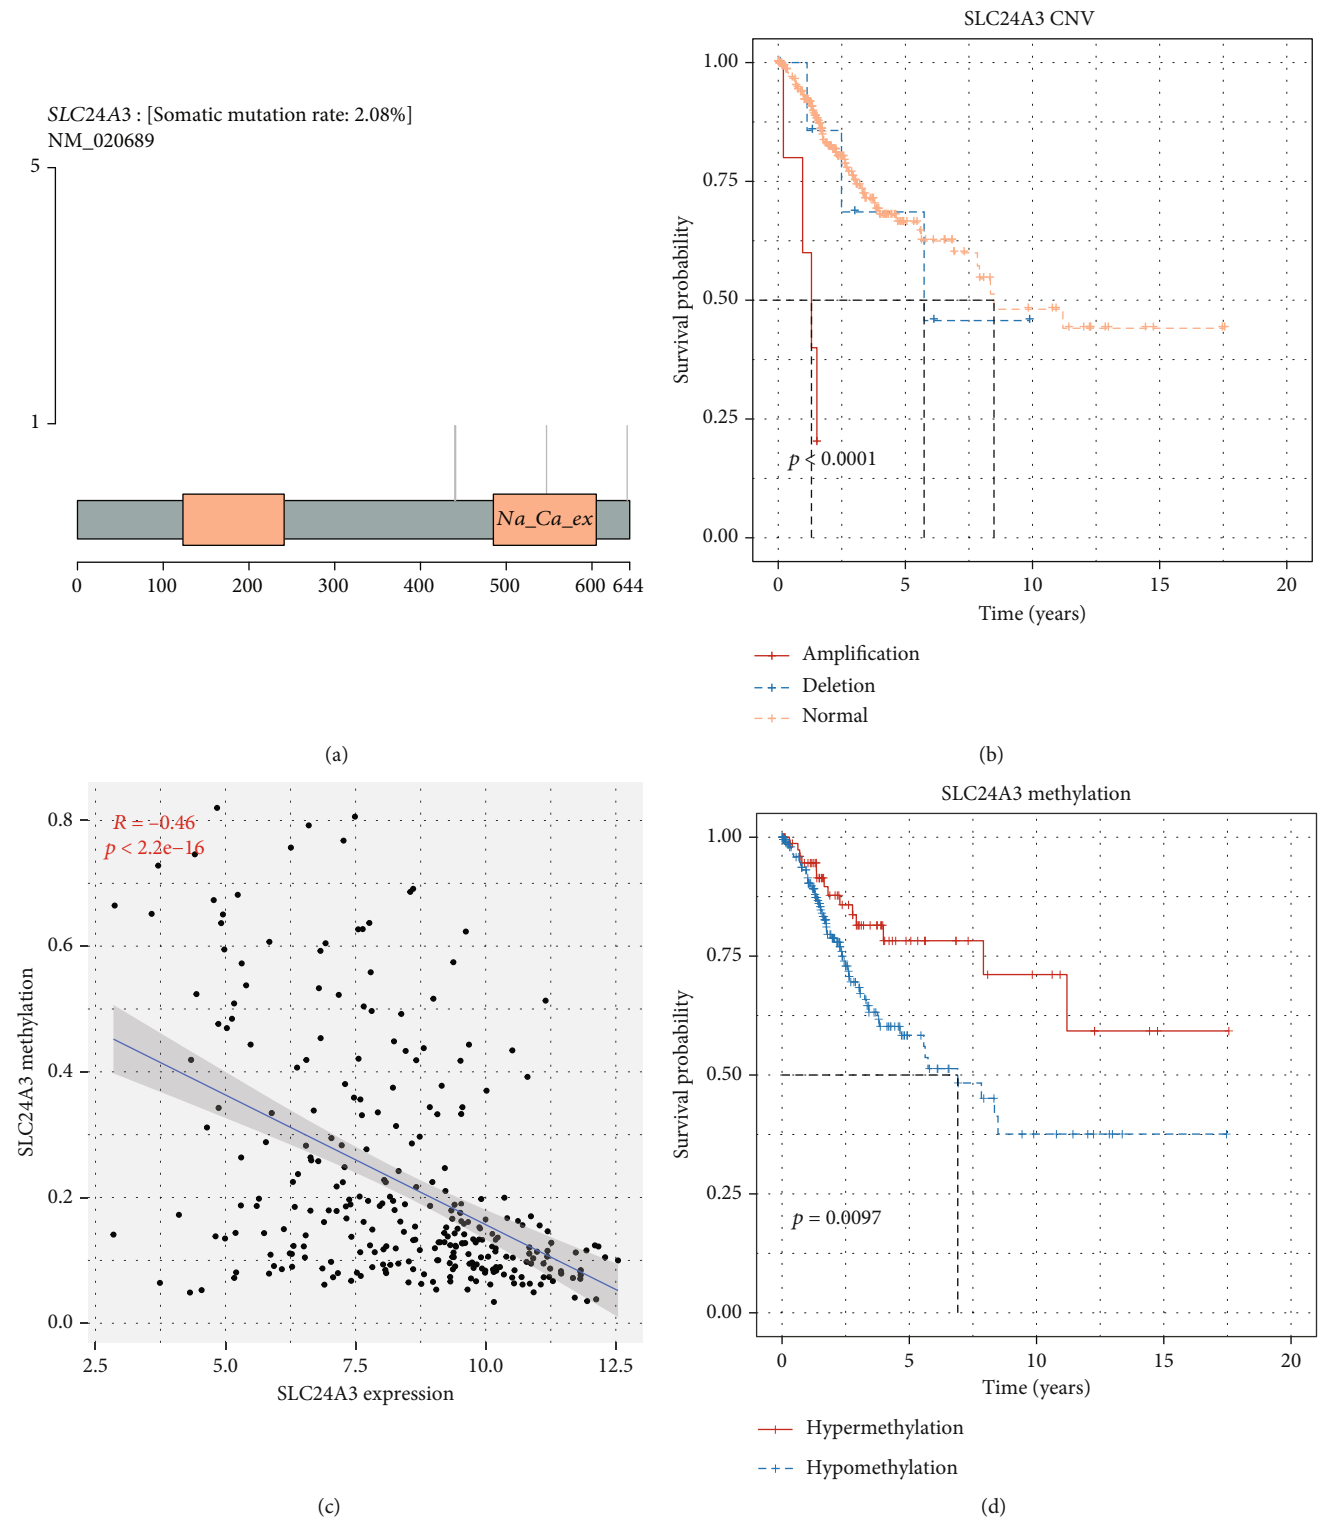 SLC24A3 : [Somatic mutation rate: 2.08%]
NM_020689
5
1
Na_Ca_ex
0 100 200 300 400 500 600 644
(a)
SLC24A3 CNV
Survival probability
1.00
0.75
0.50
0.25
0.00
p < 0.0001
0 5 10 15 20
Time (years)
Amplification
Deletion
Normal
(b)
SLC24A3 methylation
0.8
0.6
0.4
0.2
0.0
R = −0.46
p < 2.2e−16
2.5 5.0 7.5 10.0 12.5
SLC24A3 expression
(c)
SLC24A3 methylation
Survival probability
1.00
0.75
0.50
0.25
0.00
p = 0.0097
0 5 10 15 20
Time (years)
Hypermethylation
Hypomethylation
(d)